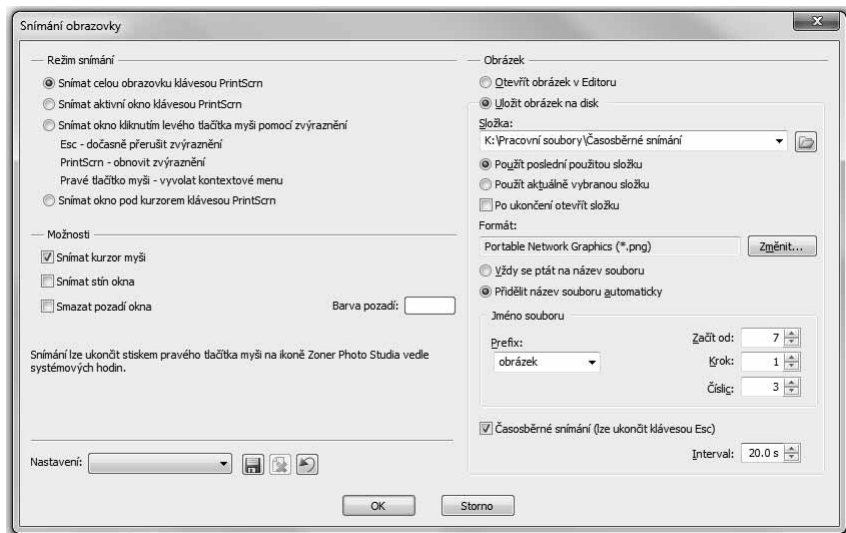 Snímání obrazovky
Režim snímání
Snímat celou obrazovku klávesou PrintScrn
Snímat aktivní okno klávesou PrintScrn
Snímat okno kliknutím levého tlačítka myši pomocí zvýraznění
Esc - dočasně přerušit zvýraznění
PrintScrn - obnovit zvýraznění
Pravé tlačítko myši - vyvolat kontextové menu
Snímat okno pod kurzorem klávesou PrintScrn
Možnosti
Snímat kurzor myši
Snímat stín okna
Smazat pozadí okna
Barva pozadí:
Snímání lze ukončit stiskem pravého tlačítka myši na ikoně Zoner Photo Studia vedle
systémových hodin.
Nastavení:
Obrázek
Otevřít obrázek v Editoru
Uložit obrázek na disk
Složka:
K:\Pracovní soubory\Časosběrné snímání
Použít poslední použitou složku
Použít aktuálně vybranou složku
Po ukončení otevřít složku
Formát:
Portable Network Graphics (*.png)
Změnit...
Vždy se ptát na název souboru
Přidělit název souboru automaticky
Jméno souboru
Prefix:
obrázek
Začít od: 7
Krok: 1
Číslic: 3
Časosběrné snímání (lze ukončit klávesou Esc)
Interval: 20.0 s
OK
Storno